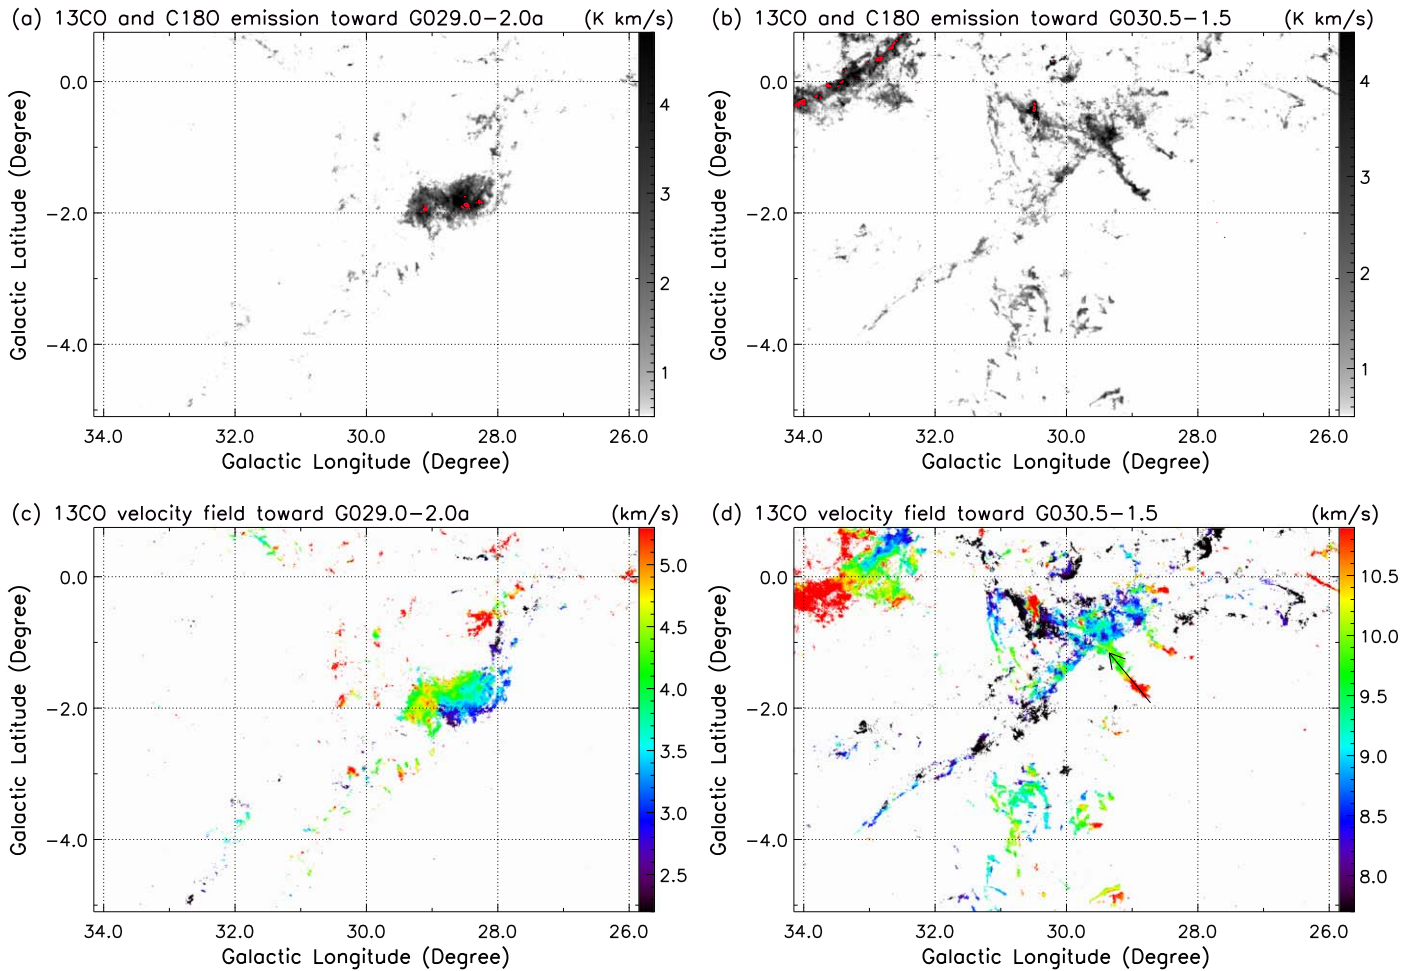 (a) 13CO and C18O emission toward G029.0−2.0a (K km/s)
0.0
−2.0
−4.0
Galactic Latitude (Degree)
34.0 32.0 30.0 28.0 26.0
Galactic Longitude (Degree)
4
3
2
1
(b) 13CO and C18O emission toward G030.5−1.5 (K km/s)
0.0
−2.0
−4.0
Galactic Latitude (Degree)
34.0 32.0 30.0 28.0 26.0
Galactic Longitude (Degree)
4
3
2
1
(c) 13CO velocity field toward G029.0−2.0a (km/s)
0.0
−2.0
−4.0
Galactic Latitude (Degree)
34.0 32.0 30.0 28.0 26.0
Galactic Longitude (Degree)
5.0
4.5
4.0
3.5
3.0
2.5
(d) 13CO velocity field toward G030.5−1.5 (km/s)
0.0
−2.0
−4.0
Galactic Latitude (Degree)
34.0 32.0 30.0 28.0 26.0
Galactic Longitude (Degree)
10.5
10.0
9.5
9.0
8.5
8.0